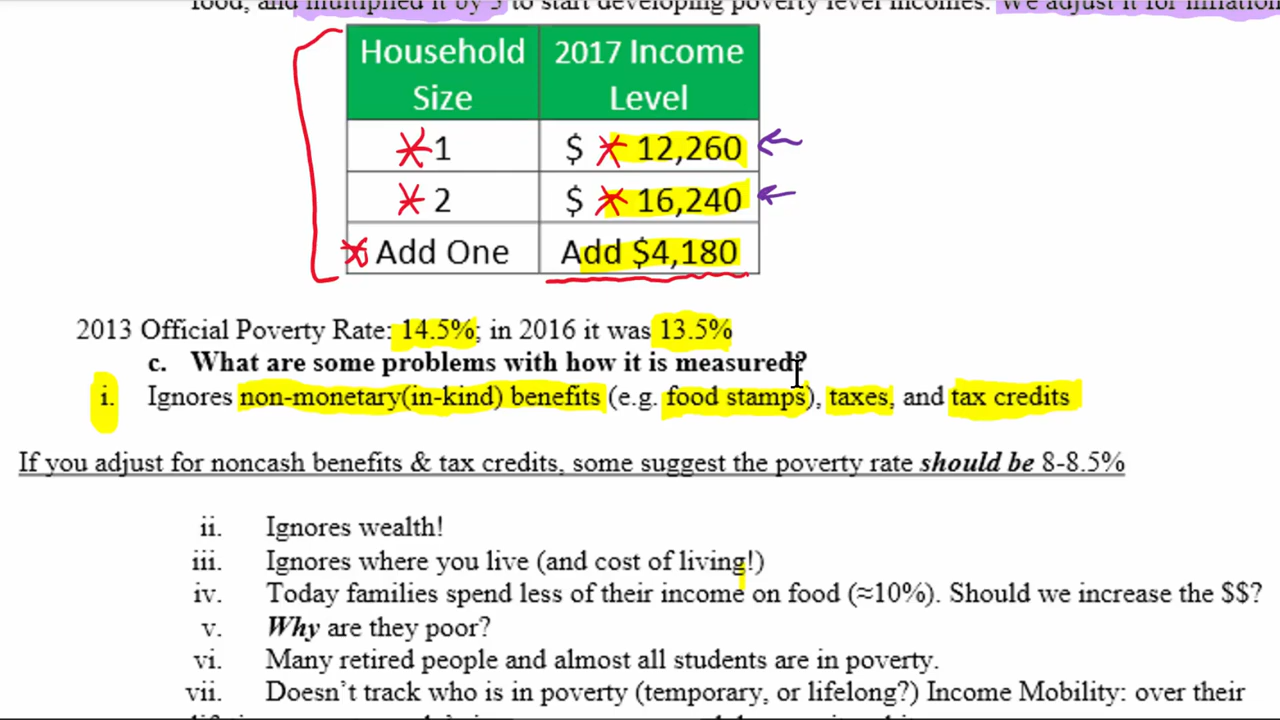 food, and multiplied it by 3 to start developing poverty level incomes. We adjust it for inflation
Household Size 2017 Income Level
1 $ 12,260
2 $ 16,240
Add One Add $4,180
2013 Official Poverty Rate: 14.5%; in 2016 it was 13.5%
c. What are some problems with how it is measured?
i. Ignores non-monetary(in-kind) benefits (e.g. food stamps), taxes, and tax credits
If you adjust for noncash benefits & tax credits, some suggest the poverty rate should be 8-8.5%
ii. Ignores wealth!
iii. Ignores where you live (and cost of living!)
iv. Today families spend less of their income on food (≈10%). Should we increase the $$?
v. Why are they poor?
vi. Many retired people and almost all students are in poverty.
vii. Doesn't track who is in poverty (temporary, or lifelong?) Income Mobility: over their